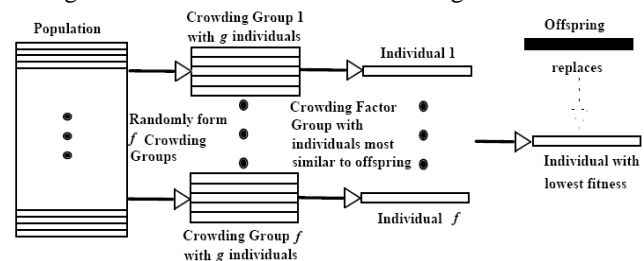 Population
Crowding Group 1
with g individuals
Individual 1
Offspring
replaces
Randomly form
f Crowding
Groups
Crowding Factor
Group with
individuals most
similar to offspring
Individual with
lowest fitness
Individual f
Crowding Group f
with g individuals